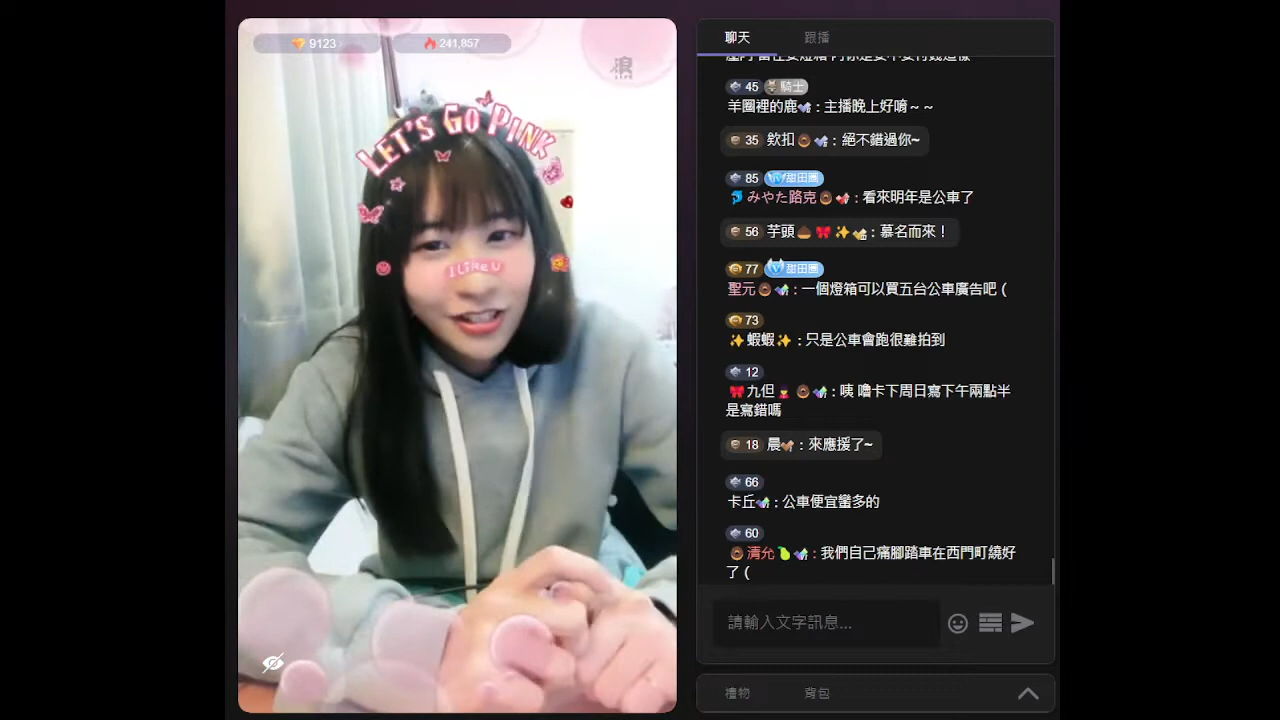 9123
241,857
浪
LET'S GO PINK
I LIKE U
聊天
跟播
45 騎士
羊圈裡的鹿：主播晚上好唷~~
35 欸扣：絕不錯過你~
85 甜田圈
みやた路克：看來明年是公車了
56 芋頭：慕名而來！
77 甜田圈
聖元：一個燈箱可以買五台公車廣告吧 (
73
蝦蝦：只是公車會跑很難拍到
12
九但：咦 嚕卡下周日寫下午兩點半
是寫錯嗎
18 晨：來應援了~
66
卡丘：公車便宜蠻多的
60
清允：我們自己痛腳踏車在西門町繞好
了 (
請輸入文字訊息...
禮物
背包